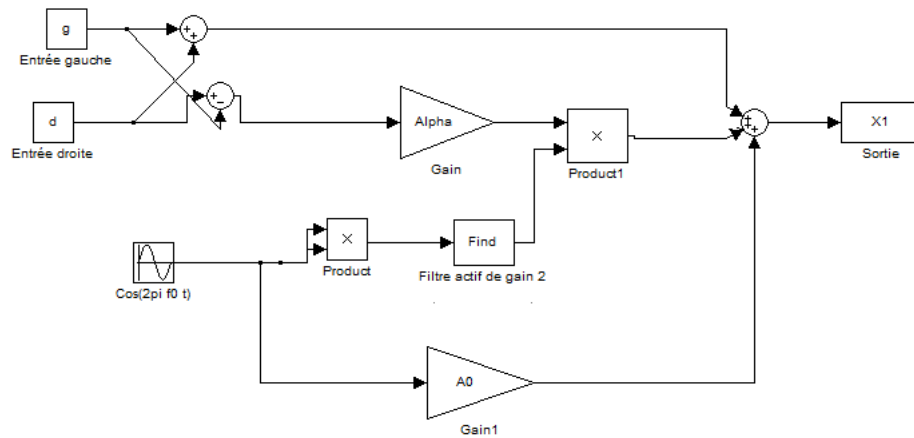 g
Entrée gauche
d
Entrée droite
Alpha
Gain
×
Product1
X1
Sortie
×
Product
Find
Filtre actif de gain 2
Cos(2pi f0 t)
A0
Gain1